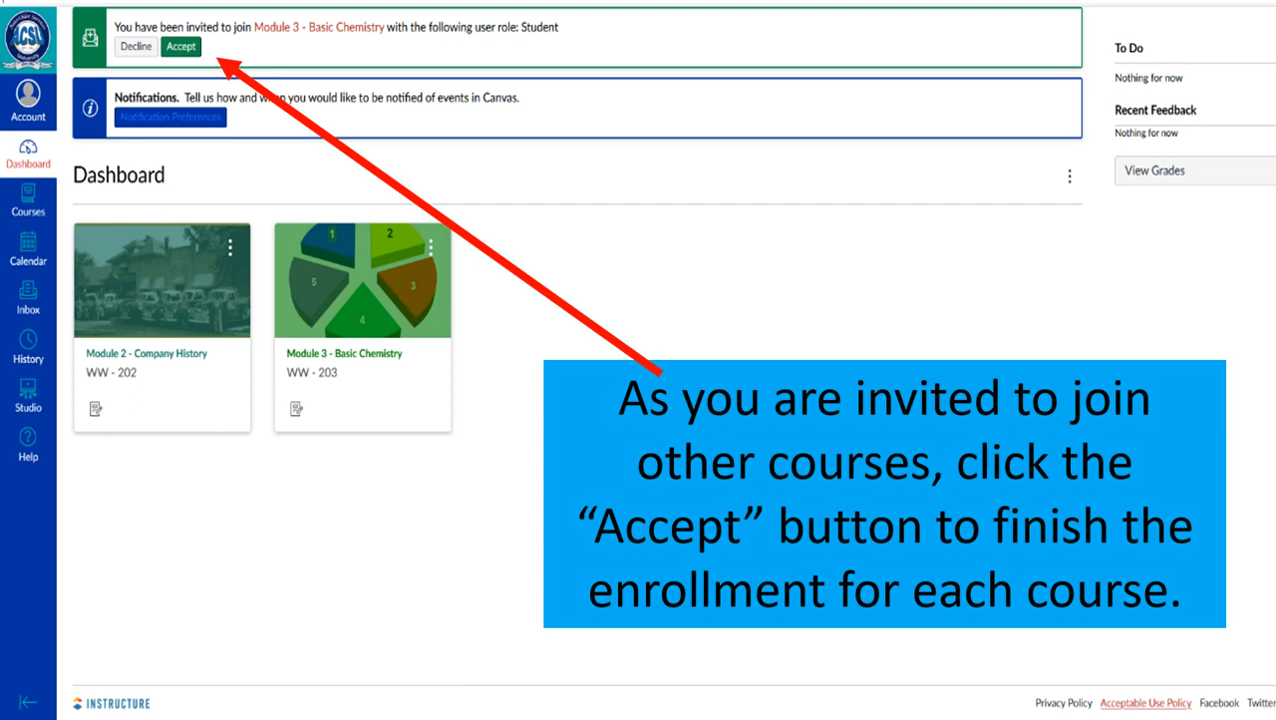 You have been invited to join Module 3 - Basic Chemistry with the following user role: Student
Decline Accept
Notifications. Tell us how and when you would like to be notified of events in Canvas.
Notification Preferences
ACSU
University
Account
Dashboard
Courses
Calendar
Inbox
History
Studio
Help
Dashboard
1
2
3
4
5
Module 2 - Company History
WW - 202
Module 3 - Basic Chemistry
WW - 203
To Do
Nothing for now
Recent Feedback
Nothing for now
View Grades
As you are invited to join
other courses, click the
“Accept” button to finish the
enrollment for each course.
INSTRUCTURE
Privacy Policy Acceptable Use Policy Facebook Twitter